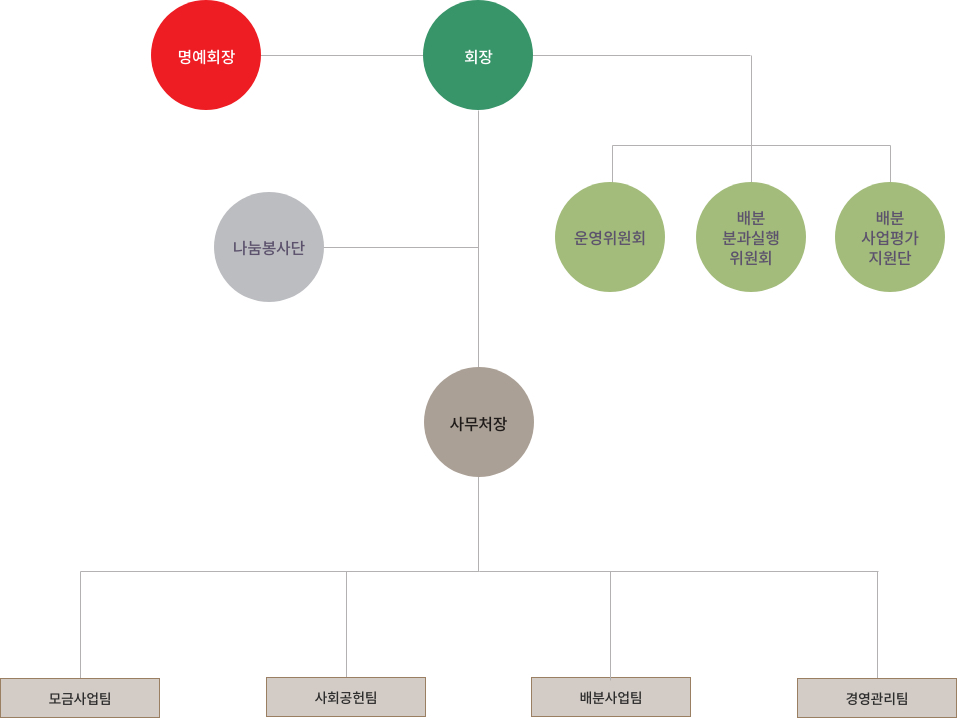 명예회장
회장
나눔봉사단
운영위원회
배분
분과실행
위원회
배분
사업평가
지원단
사무처장
모금사업팀
사회공헌팀
배분사업팀
경영관리팀